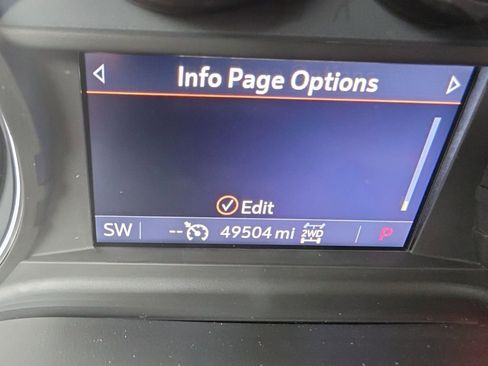 Info Page Options
Edit
SW -- 49504 mi 2WD P